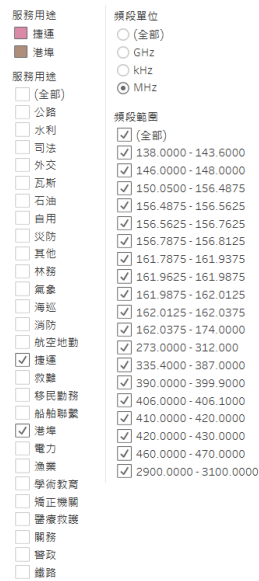 服務用途
捷運
港埠
服務用途
(全部)
公路
水利
司法
外交
瓦斯
石油
自用
災防
其他
林務
氣象
海巡
消防
航空地勤
捷運
救難
移民勤務
船舶聯繫
港埠
電力
漁業
學術教育
矯正機關
醫療救護
關務
警政
鐵路
頻段單位
(全部)
GHz
kHz
MHz
頻段範圍
(全部)
138.0000 - 143.6000
146.0000 - 148.0000
150.0500 - 156.4875
156.4875 - 156.5625
156.5625 - 156.7625
156.7875 - 156.8125
161.7875 - 161.9375
161.9625 - 161.9875
161.9875 - 162.0125
162.0125 - 162.0375
162.0375 - 174.0000
273.0000 - 312.000
335.4000 - 387.0000
390.0000 - 399.9000
406.0000 - 406.1000
410.0000 - 420.0000
420.0000 - 430.0000
460.0000 - 470.0000
2900.0000 - 3100.0000